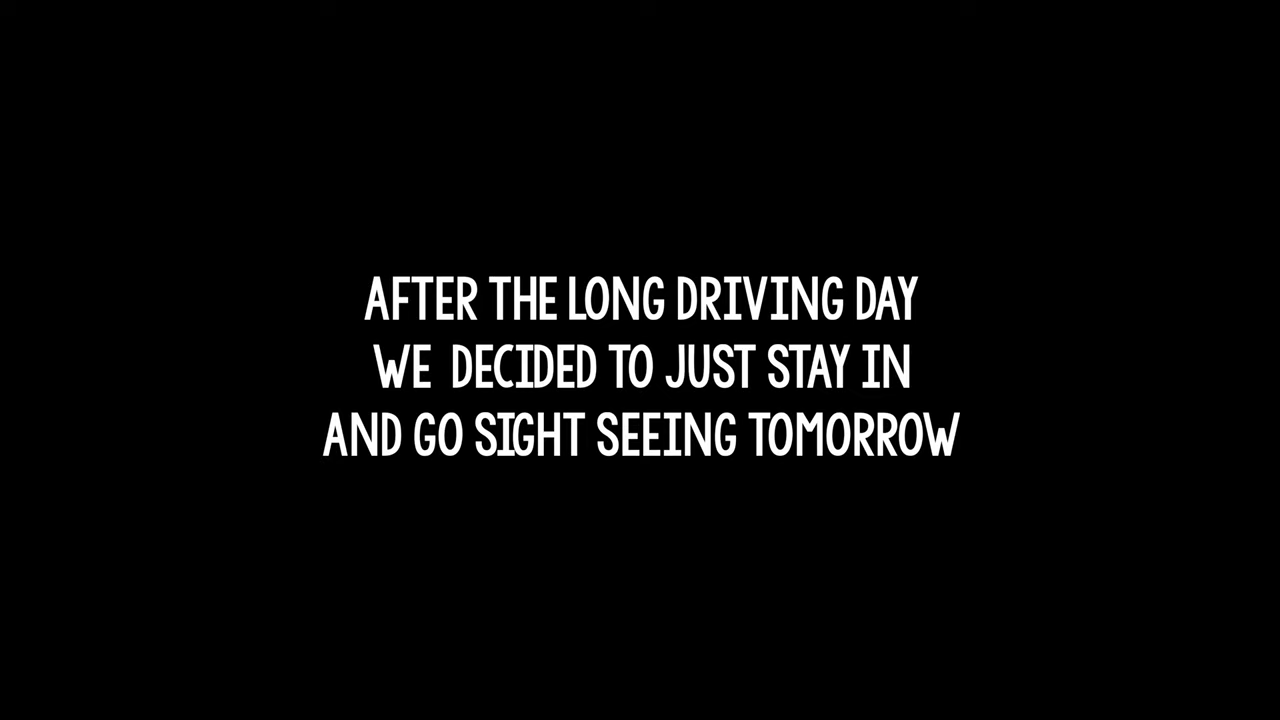 AFTER THE LONG DRIVING DAY
WE DECIDED TO JUST STAY IN
AND GO SIGHT SEEING TOMORROW